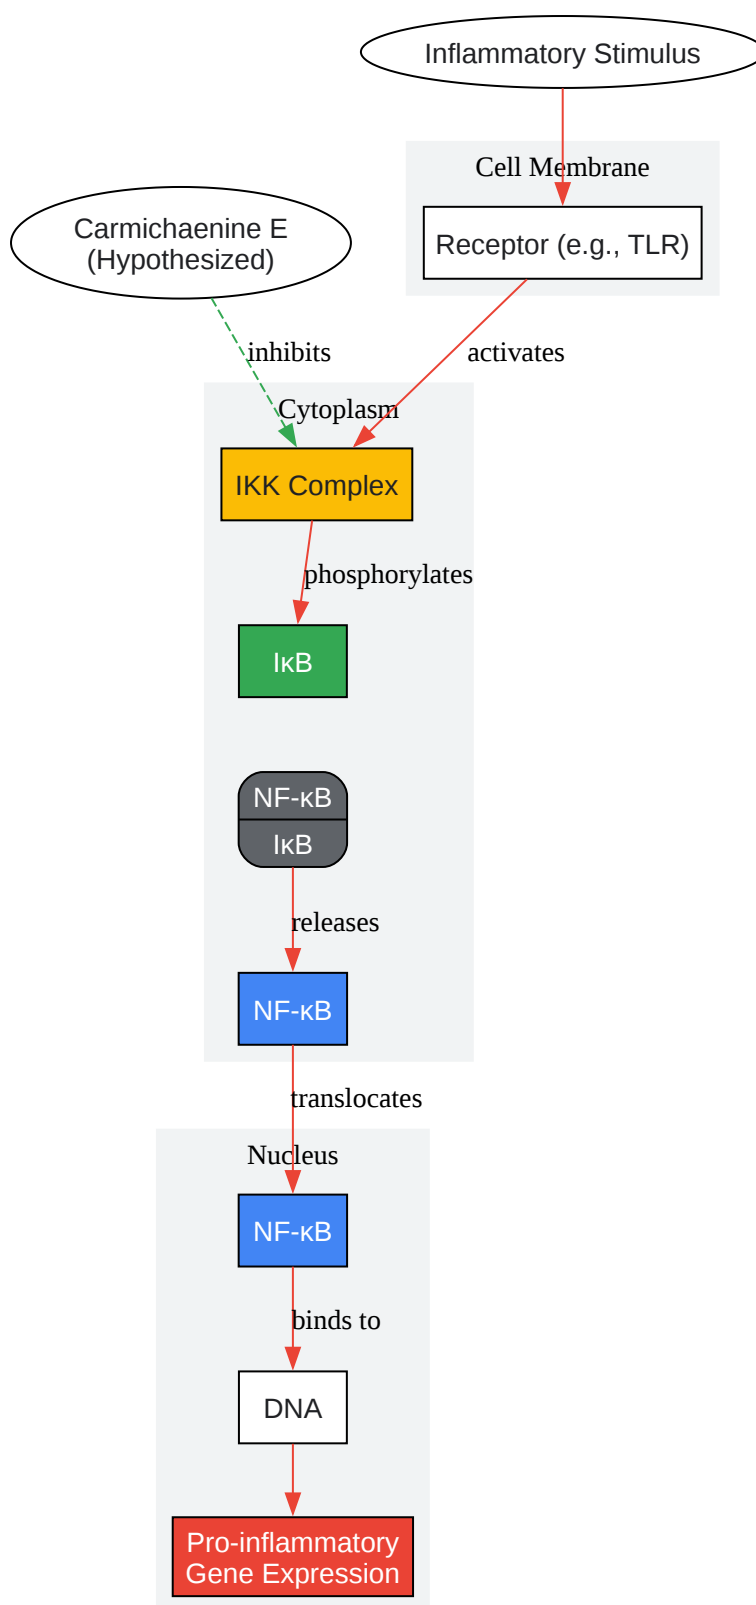 Inflammatory Stimulus
Cell Membrane
Receptor (e.g., TLR)
Carmichaenine E
(Hypothesized)
inhibits
activates
Cytoplasm
IKK Complex
phosphorylates
IκB
NF-κB
IκB
releases
NF-κB
translocates
Nucleus
NF-κB
binds to
DNA
Pro-inflammatory
Gene Expression